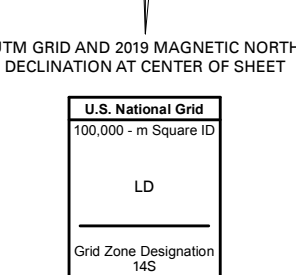 UTM GRID AND 2019 MAGNETIC NORTH
DECLINATION AT CENTER OF SHEET
U.S. National Grid
100,000 - m Square ID
LD
Grid Zone Designation
14S